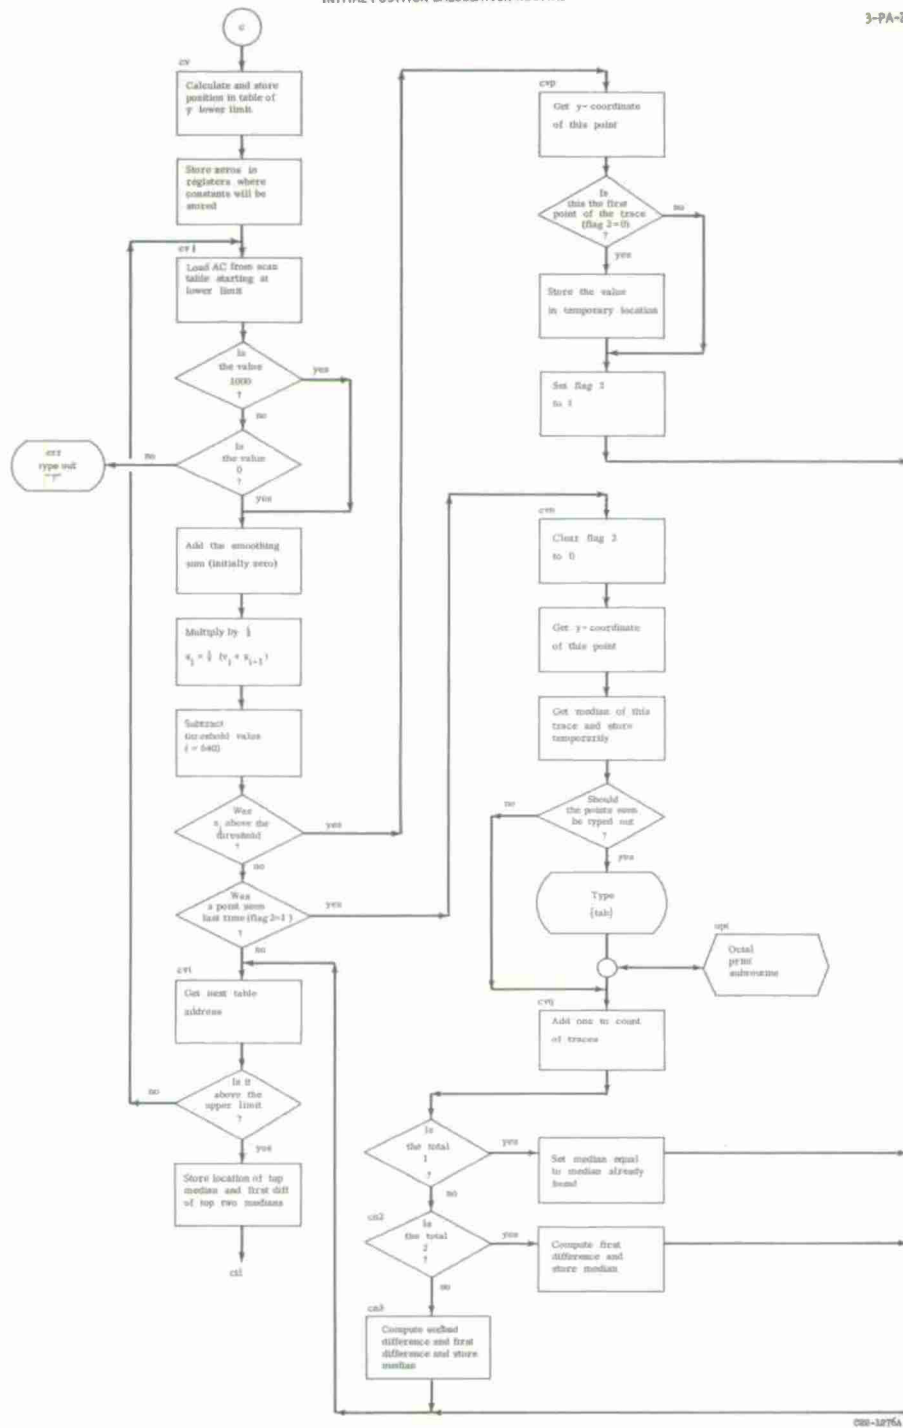 3-PA-2
c
cv
Calculate and store
position in table of
y lower limit
Store zeros in
registers where
constants will be
stored
Load AC from scan
table starting at
lower limit
Is
the value
1000
?
yes
no
Is
the value
0
?
no
type out
yes
Add the smoothing
sum (initially zero)
Multiply by ½
Subtract
threshold value
(= 540)
Was
above the
threshold
?
yes
no
Was
a point seen
last time (flag 2=1)
?
yes
no
cvi
Get next table
address
Is it
above the
upper limit
?
no
yes
Store location of top
median and first diff
of top two medians
cvp
Get y-coordinate
of this point
Is
this the first
point of the trace
(flag 2=0)
?
no
yes
Store the value
in temporary location
Set flag 2
to 1
cvn
Clear flag 2
to 0
Get y-coordinate
of this point
Get median of this
trace and store
temporarily
Should
the points seen
be typed out
?
no
yes
Type
(tab)
opt
Octal
print
subroutine
cvq
Add one to count
of traces
Is
the total
1
?
yes
Set median equal
to median already
found
no
cn2
Is
the total
2
?
yes
Compute first
difference and
store median
no
cn3
Compute second
difference and first
difference and store
median